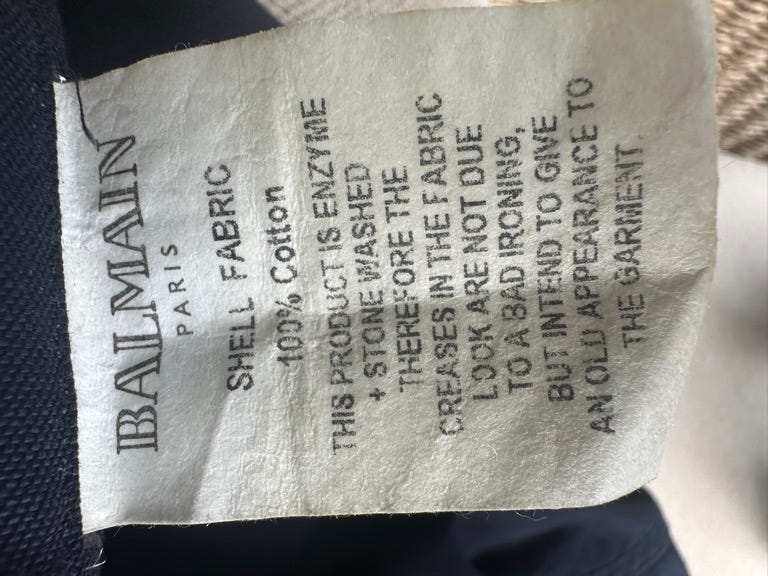 BALMAIN
PARIS
SHELL FABRIC
100% Cotton
THIS PRODUCT IS ENZYME
+ STONE WASHED
THEREFORE THE
CREASES IN THE FABRIC
LOOK ARE NOT DUE
TO A BAD IRONING,
BUT INTEND TO GIVE
AN OLD APPEARANCE TO
THE GARMENT.